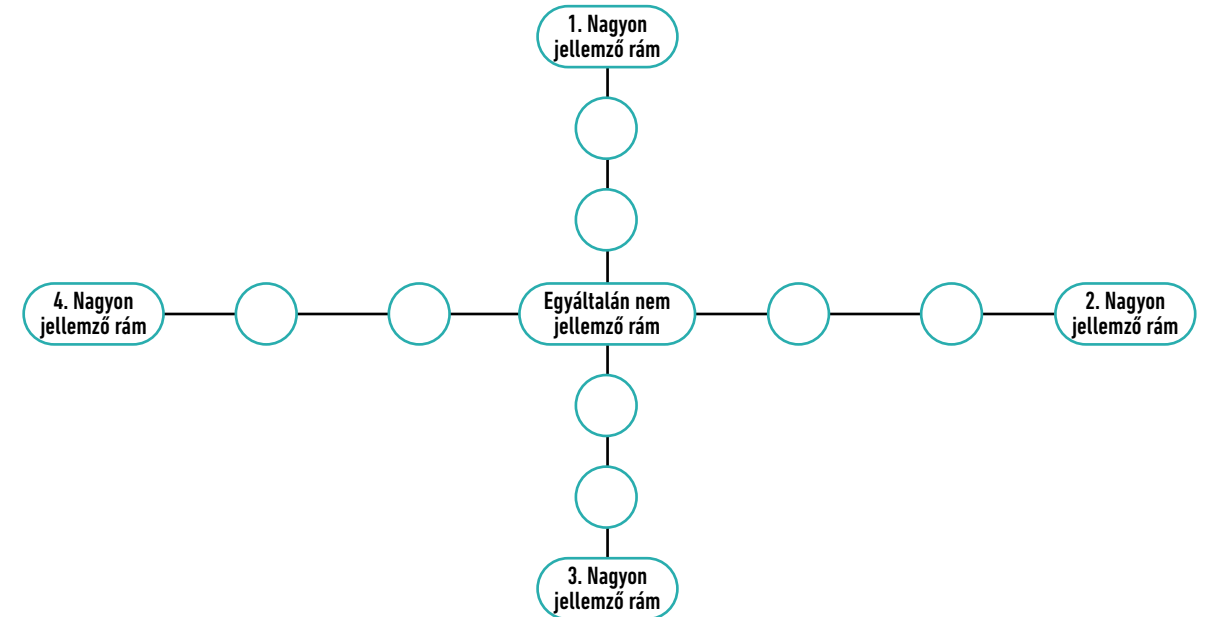 1. Nagyon
jellemző rám
4. Nagyon
jellemző rám
Egyáltalán nem
jellemző rám
2. Nagyon
jellemző rám
3. Nagyon
jellemző rám